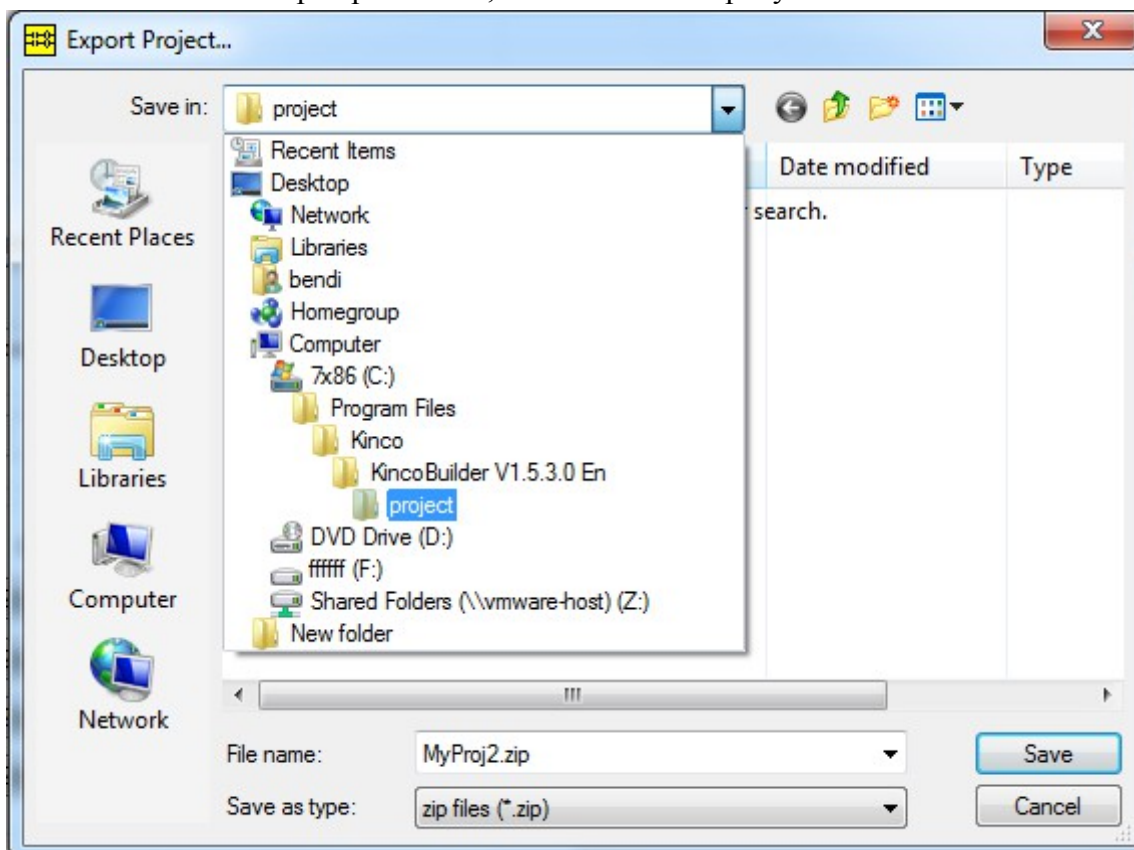 Export Project...
Save in:
project
Recent Items
Desktop
Network
Libraries
bendi
Homegroup
Computer
7x86 (C:)
Program Files
Kinco
KincoBuilder V1.5.3.0 En
project
DVD Drive (D:)
ffffff (F:)
Shared Folders (\\vmware-host) (Z:)
New folder
Date modified
Type
search.
Recent Places
Desktop
Libraries
Computer
Network
File name:
MyProj2.zip
Save
Save as type:
zip files (*.zip)
Cancel